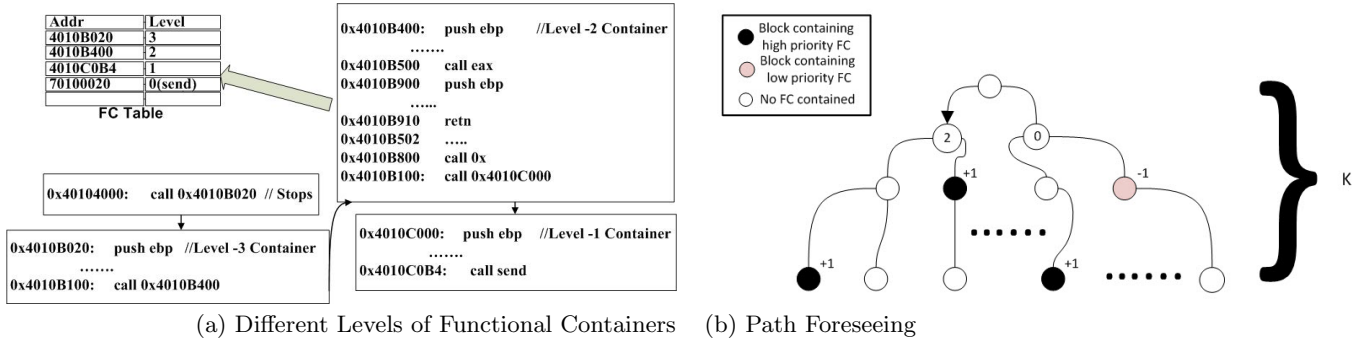 Addr Level
4010B020 3
4010B400 2
4010C0B4 1
70100020 0(send)
FC Table
0x40104000: call 0x4010B020 // Stops
0x4010B020: push ebp //Level -3 Container
.......
0x4010B100: call 0x4010B400
0x4010B400: push ebp //Level -2 Container
.......
0x4010B500 call eax
0x4010B900 push ebp
......
0x4010B910 retn
0x4010B502 .....
0x4010B800 call 0x
0x4010B100: call 0x4010C000
0x4010C000: push ebp //Level -1 Container
.......
0x4010C0B4: call send
(a) Different Levels of Functional Containers
Block containing
high priority FC
Block containing
low priority FC
No FC contained
2
0
+1
-1
+1
+1
K
(b) Path Foreseeing